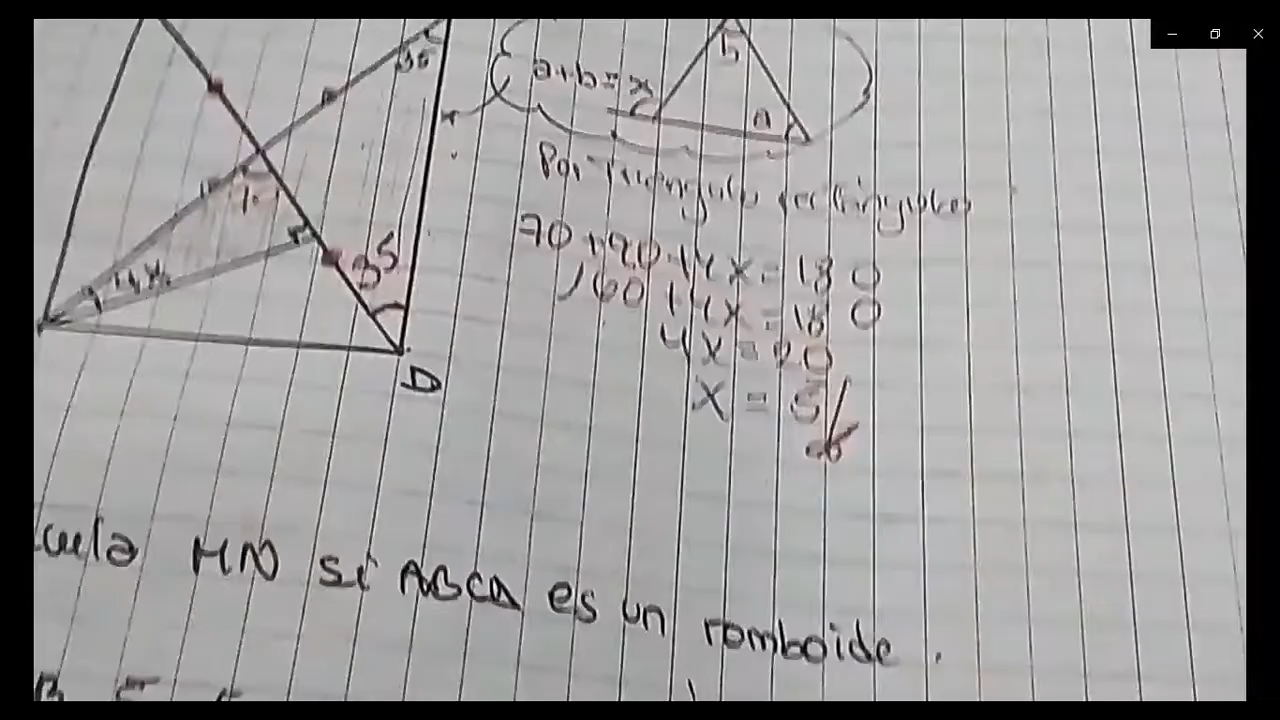 35
b
a+b=x
A
Por triangulo rectangulo
70+90+4x=180
160+4x=180
4x=20
X=5
4x
35
D
cula MN si ABCD es un romboide.